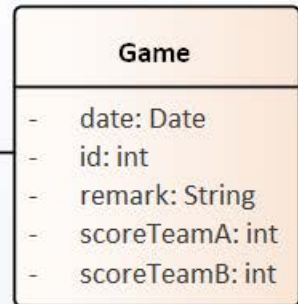 Game
- date: Date
- id: int
- remark: String
- scoreTeamA: int
- scoreTeamB: int